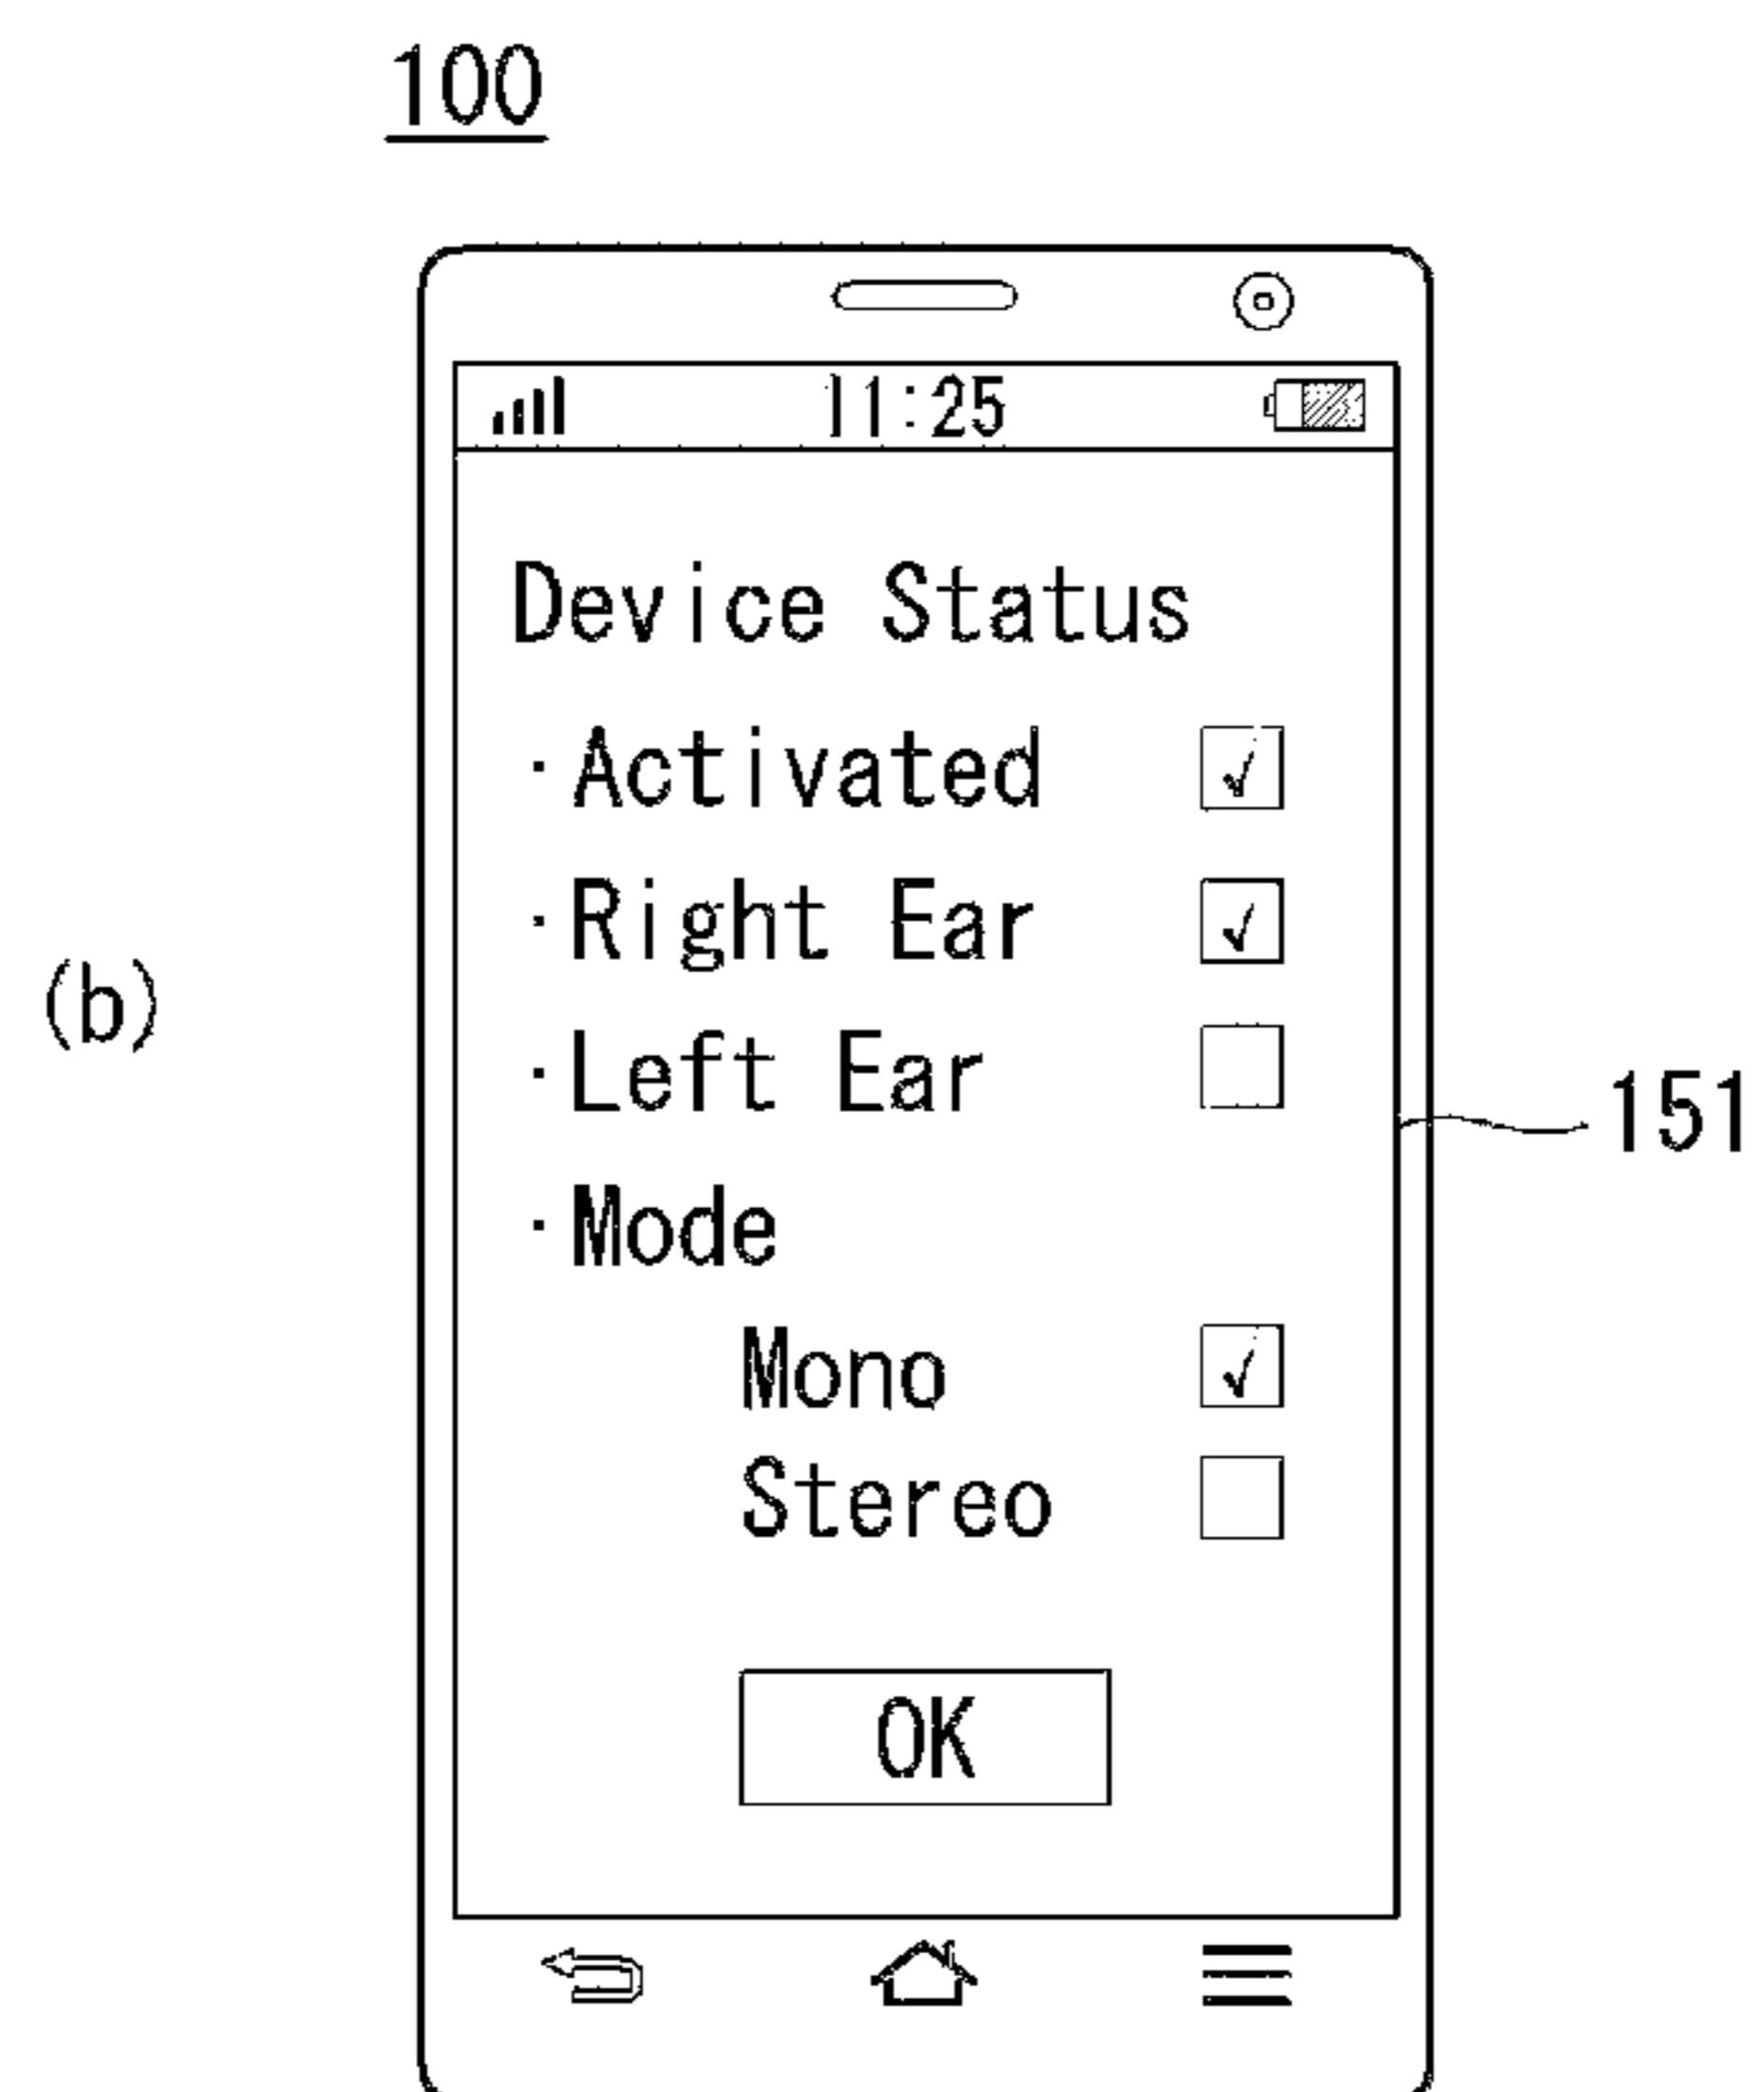 100
11:25
Device Status
·Activated
·Right Ear
(b)
·Left Ear
151
·Mode
Mono
Stereo
OK